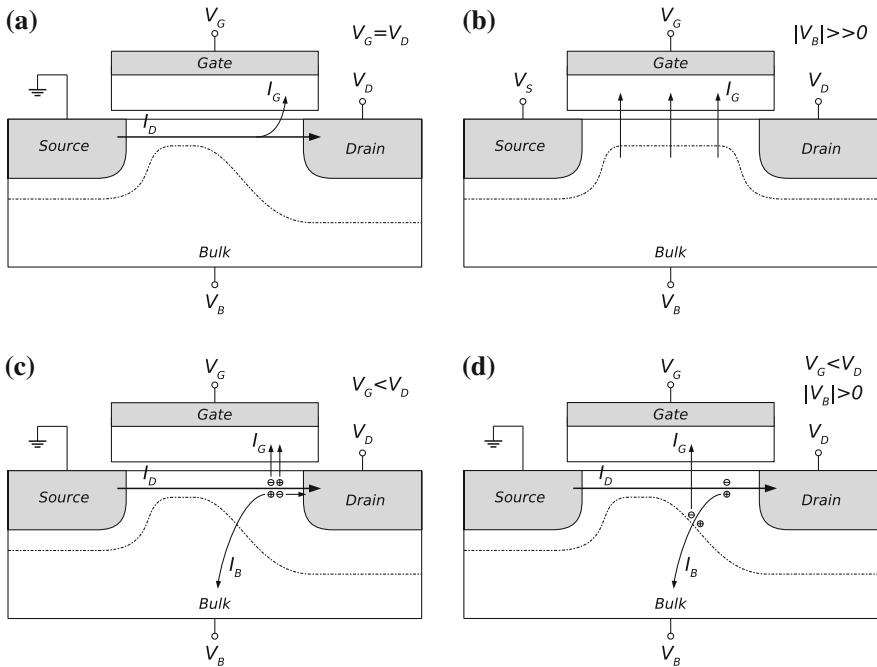 (a)
V_G
V_G=V_D
Gate
I_G
V_D
I_D
Source
Drain
Bulk
V_B
(b)
V_G
|V_B|>>0
Gate
V_S
I_G
V_D
Source
Drain
Bulk
V_B
(c)
V_G
V_G<V_D
Gate
I_G
V_D
I_D
⊖ ⊕
⊕ ⊖
Source
Drain
I_B
Bulk
V_B
(d)
V_G
V_G<V_D
|V_B|>0
Gate
I_G
V_D
I_D
⊖
⊕
Source
Drain
⊖
⊕
I_B
Bulk
V_B